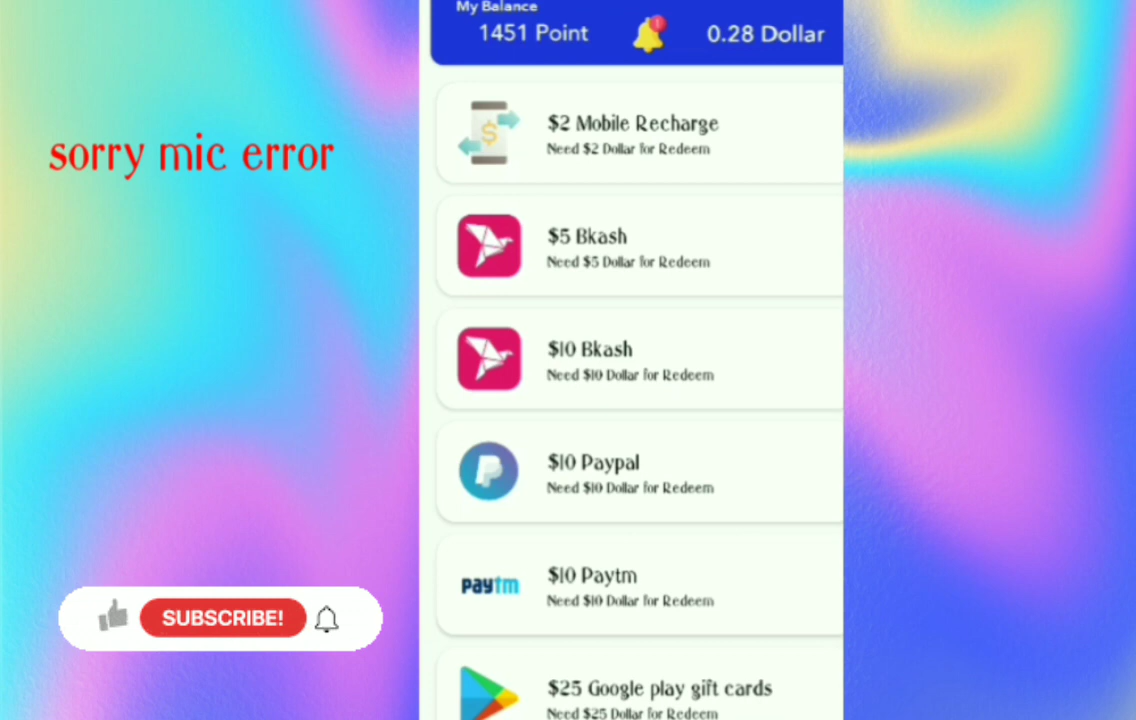 My Balance
1451 Point
0.28 Dollar
sorry mic error
$2 Mobile Recharge
Need $2 Dollar for Redeem
$5 Bkash
Need $5 Dollar for Redeem
$10 Bkash
Need $10 Dollar for Redeem
$10 Paypal
Need $10 Dollar for Redeem
paytm
$10 Paytm
Need $10 Dollar for Redeem
SUBSCRIBE!
$25 Google play gift cards
Need $25 Dollar for Redeem